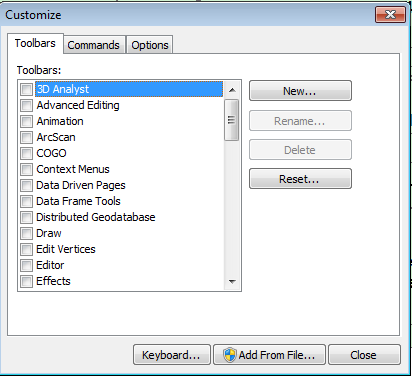 Customize
Toolbars Commands Options
Toolbars:
3D Analyst
Advanced Editing
Animation
ArcScan
COGO
Context Menus
Data Driven Pages
Data Frame Tools
Distributed Geodatabase
Draw
Edit Vertices
Editor
Effects
New...
Rename...
Delete
Reset...
Keyboard... Add From File... Close